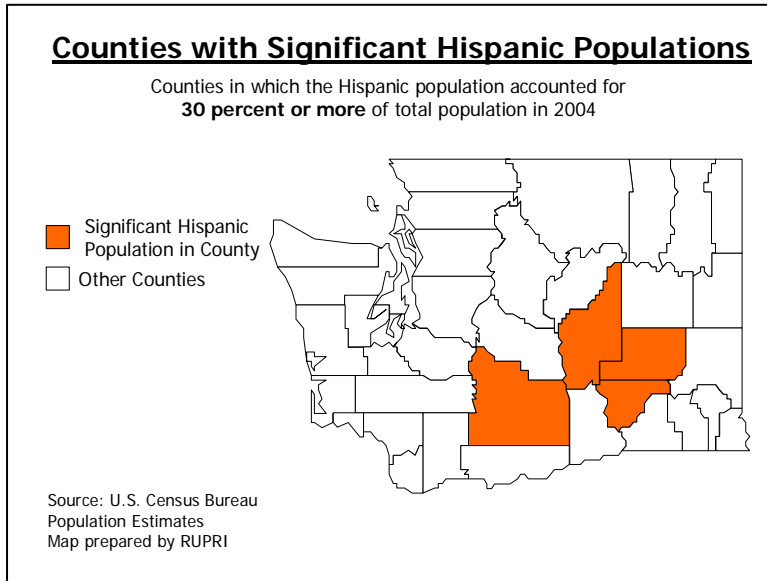 Counties with Significant Hispanic Populations
Counties in which the Hispanic population accounted for
30 percent or more of total population in 2004
Significant Hispanic
Population in County
Other Counties
Source: U.S. Census Bureau
Population Estimates
Map prepared by RUPRI